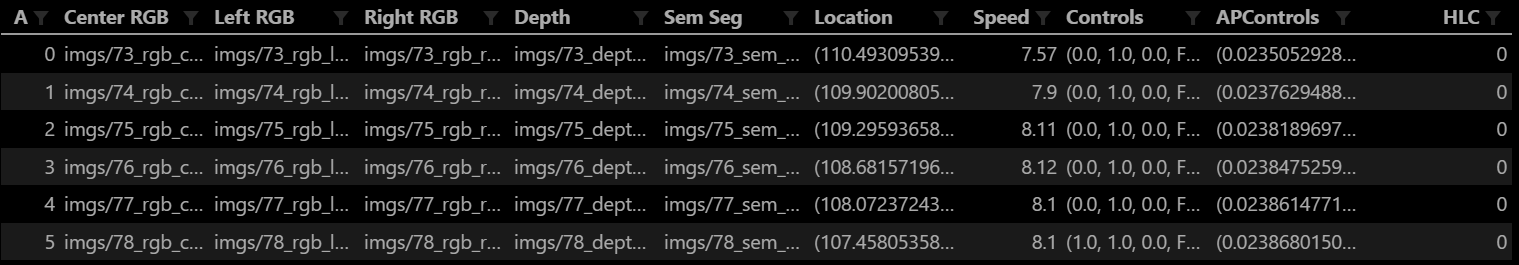 A Center RGB Left RGB Right RGB Depth Sem Seg Location Speed Controls APControls HLC
0 imgs/73_rgb_c... imgs/73_rgb_l... imgs/73_rgb_r... imgs/73_dept... imgs/73_sem_... (110.49309539... 7.57 (0.0, 1.0, 0.0, F... (0.0235052928... 0
1 imgs/74_rgb_c... imgs/74_rgb_l... imgs/74_rgb_r... imgs/74_dept... imgs/74_sem_... (109.90200805... 7.9 (0.0, 1.0, 0.0, F... (0.0237629488... 0
2 imgs/75_rgb_c... imgs/75_rgb_l... imgs/75_rgb_r... imgs/75_dept... imgs/75_sem_... (109.29593658... 8.11 (0.0, 1.0, 0.0, F... (0.0238189697... 0
3 imgs/76_rgb_c... imgs/76_rgb_l... imgs/76_rgb_r... imgs/76_dept... imgs/76_sem_... (108.68157196... 8.12 (0.0, 1.0, 0.0, F... (0.0238475259... 0
4 imgs/77_rgb_c... imgs/77_rgb_l... imgs/77_rgb_r... imgs/77_dept... imgs/77_sem_... (108.07237243... 8.1 (0.0, 1.0, 0.0, F... (0.0238614771... 0
5 imgs/78_rgb_c... imgs/78_rgb_l... imgs/78_rgb_r... imgs/78_dept... imgs/78_sem_... (107.45805358... 8.1 (1.0, 1.0, 0.0, F... (0.0238680150... 0